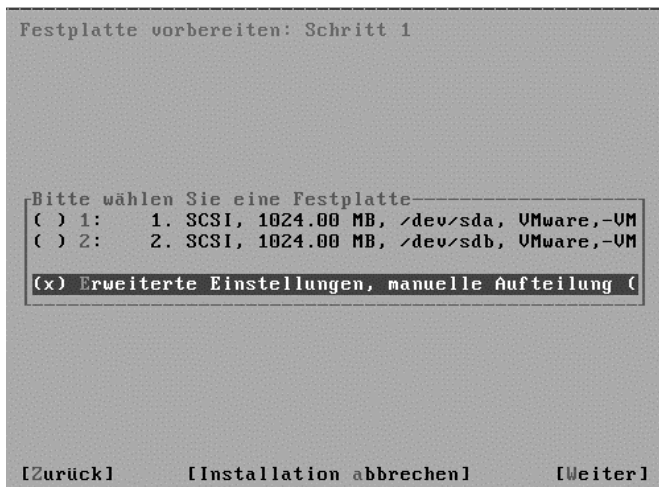 Festplatte vorbereiten: Schritt 1
Bitte wählen Sie eine Festplatte
( ) 1: 1. SCSI, 1024.00 MB, /dev/sda, VMware,-VM
( ) 2: 2. SCSI, 1024.00 MB, /dev/sdb, VMware,-VM
(x) Erweiterte Einstellungen, manuelle Aufteilung (
[Zurück] [Installation abbrechen] [Weiter]